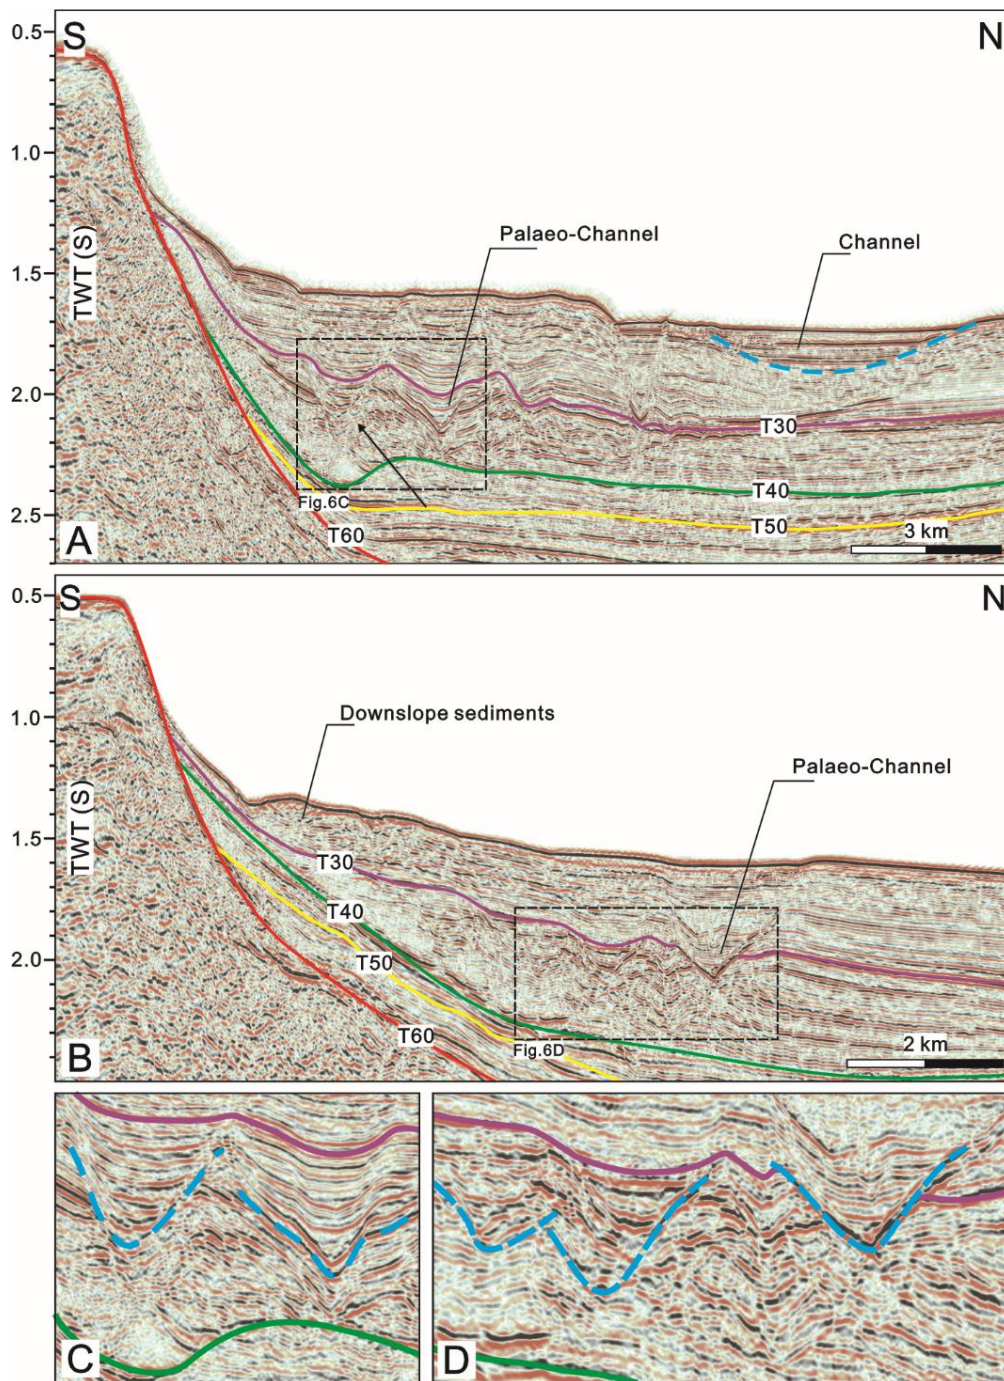 0.5
S
N
1.0
TWT (S)
Palaeo-Channel
Channel
1.5
2.0
T30
T40
Fig.6C
2.5
T50
T60
A
3 km
0.5
S
N
1.0
Downslope sediments
TWT (S)
Palaeo-Channel
1.5
T30
T40
2.0
T50
T60
Fig.6D
2 km
B
C
D